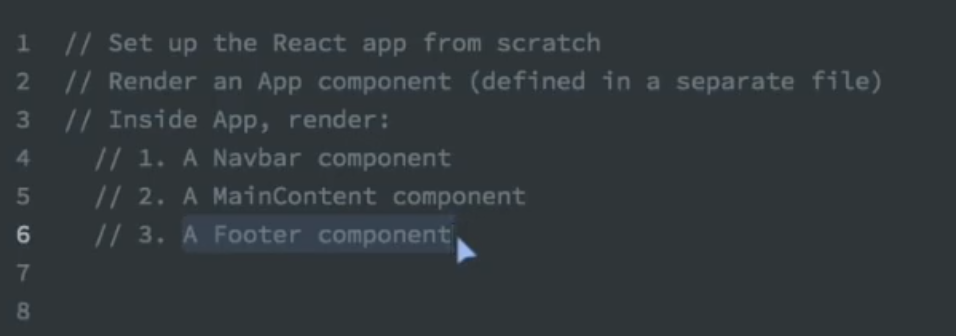 1 // Set up the React app from scratch
2 // Render an App component (defined in a separate file)
3 // Inside App, render:
4 // 1. A Navbar component
5 // 2. A MainContent component
6 // 3. A Footer component
7
8